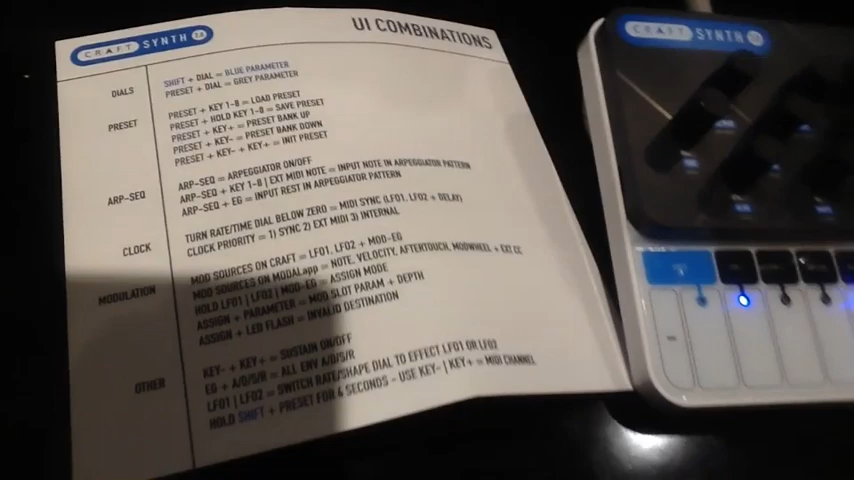 CRAFT SYNTH 2.0
UI COMBINATIONS
DIALS
SHIFT + DIAL = BLUE PARAMETER
PRESET + DIAL = GREY PARAMETER
PRESET
PRESET + KEY 1-8 = LOAD PRESET
PRESET + HOLD KEY 1-8 = SAVE PRESET
PRESET + KEY+ = PRESET BANK UP
PRESET + KEY- = PRESET BANK DOWN
PRESET + KEY- + KEY+ = INIT PRESET
ARP-SEQ
ARP-SEQ = ARPEGGIATOR ON/OFF
ARP-SEQ + KEY 1-8 | EXT MIDI NOTE = INPUT NOTE IN ARPEGGIATOR PATTERN
ARP-SEQ + EG = INPUT REST IN ARPEGGIATOR PATTERN
CLOCK
TURN RATE/TIME DIAL BELOW ZERO = MIDI SYNC (LFO1, LFO2 + DELAY)
CLOCK PRIORITY = 1) SYNC 2) EXT MIDI 3) INTERNAL
MODULATION
MOD SOURCES ON CRAFT = LFO1, LFO2 + MOD-EG
MOD SOURCES ON MODALapp = NOTE, VELOCITY, AFTERTOUCH, MODWHEEL + EXT CC
HOLD LFO1 | LFO2 | MOD-EG = ASSIGN MODE
ASSIGN + PARAMETER = MOD SLOT PARAM + DEPTH
ASSIGN + LED FLASH = INVALID DESTINATION
OTHER
KEY- + KEY+ = SUSTAIN ON/OFF
EG + A/D/S/R = ALL ENV A/D/S/R
LFO1 | LFO2 = SWITCH RATE/SHAPE DIAL TO EFFECT LFO1 OR LFO2
HOLD SHIFT + PRESET FOR 4 SECONDS - USE KEY- | KEY+ = MIDI CHANNEL
CRAFT SYNTH